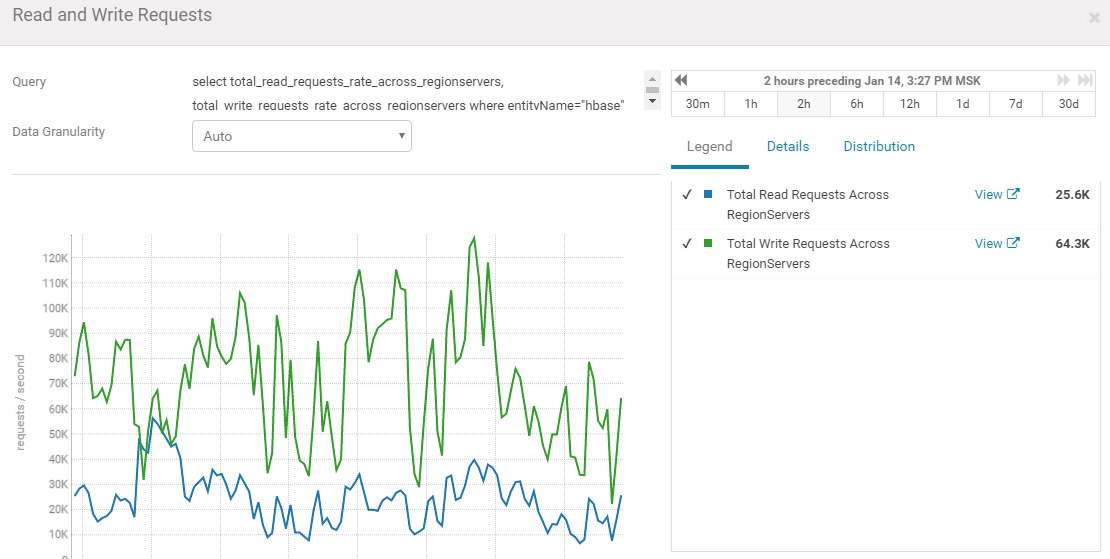 Read and Write Requests
×
Query
select total_read_requests_rate_across_regionservers,
total_write_requests_rate_across_regionservers where entityName="hbase"
Data Granularity
Auto
2 hours preceding Jan 14, 3:27 PM MSK
30m 1h 2h 6h 12h 1d 7d 30d
Legend Details Distribution
Total Read Requests Across
RegionServers
View
25.6K
Total Write Requests Across
RegionServers
View
64.3K
requests / second
120K
110K
100K
90K
80K
70K
60K
50K
40K
30K
20K
10K
0